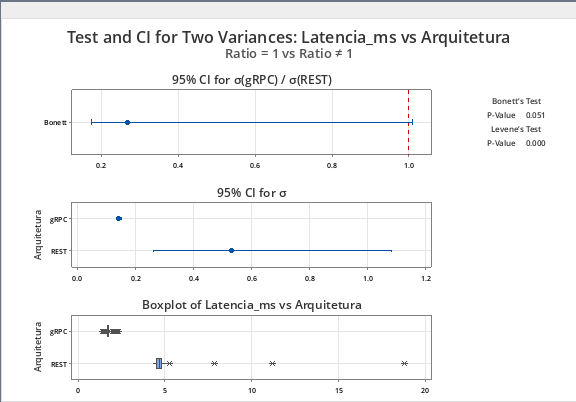 Test and CI for Two Variances: Latencia_ms vs Arquitetura
Ratio = 1 vs Ratio ≠ 1
95% CI for σ(gRPC) / σ(REST)
Bonett
0.2 0.4 0.6 0.8 1.0
Bonett's Test
P-Value 0.051
Levene's Test
P-Value 0.000
95% CI for σ
Arquitetura
gRPC
REST
0.0 0.2 0.4 0.6 0.8 1.0 1.2
Boxplot of Latencia_ms vs Arquitetura
Arquitetura
gRPC
REST
0 5 10 15 20